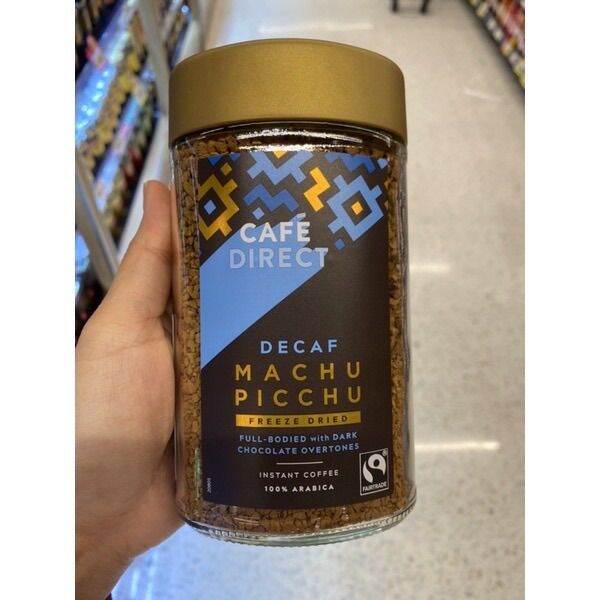 CAFÉ
DIRECT
DECAF
MACHU
PICCHU
FREEZE DRIED
FULL-BODIED with DARK
CHOCOLATE OVERTONES
INSTANT COFFEE
100% ARABICA
FAIRTRADE